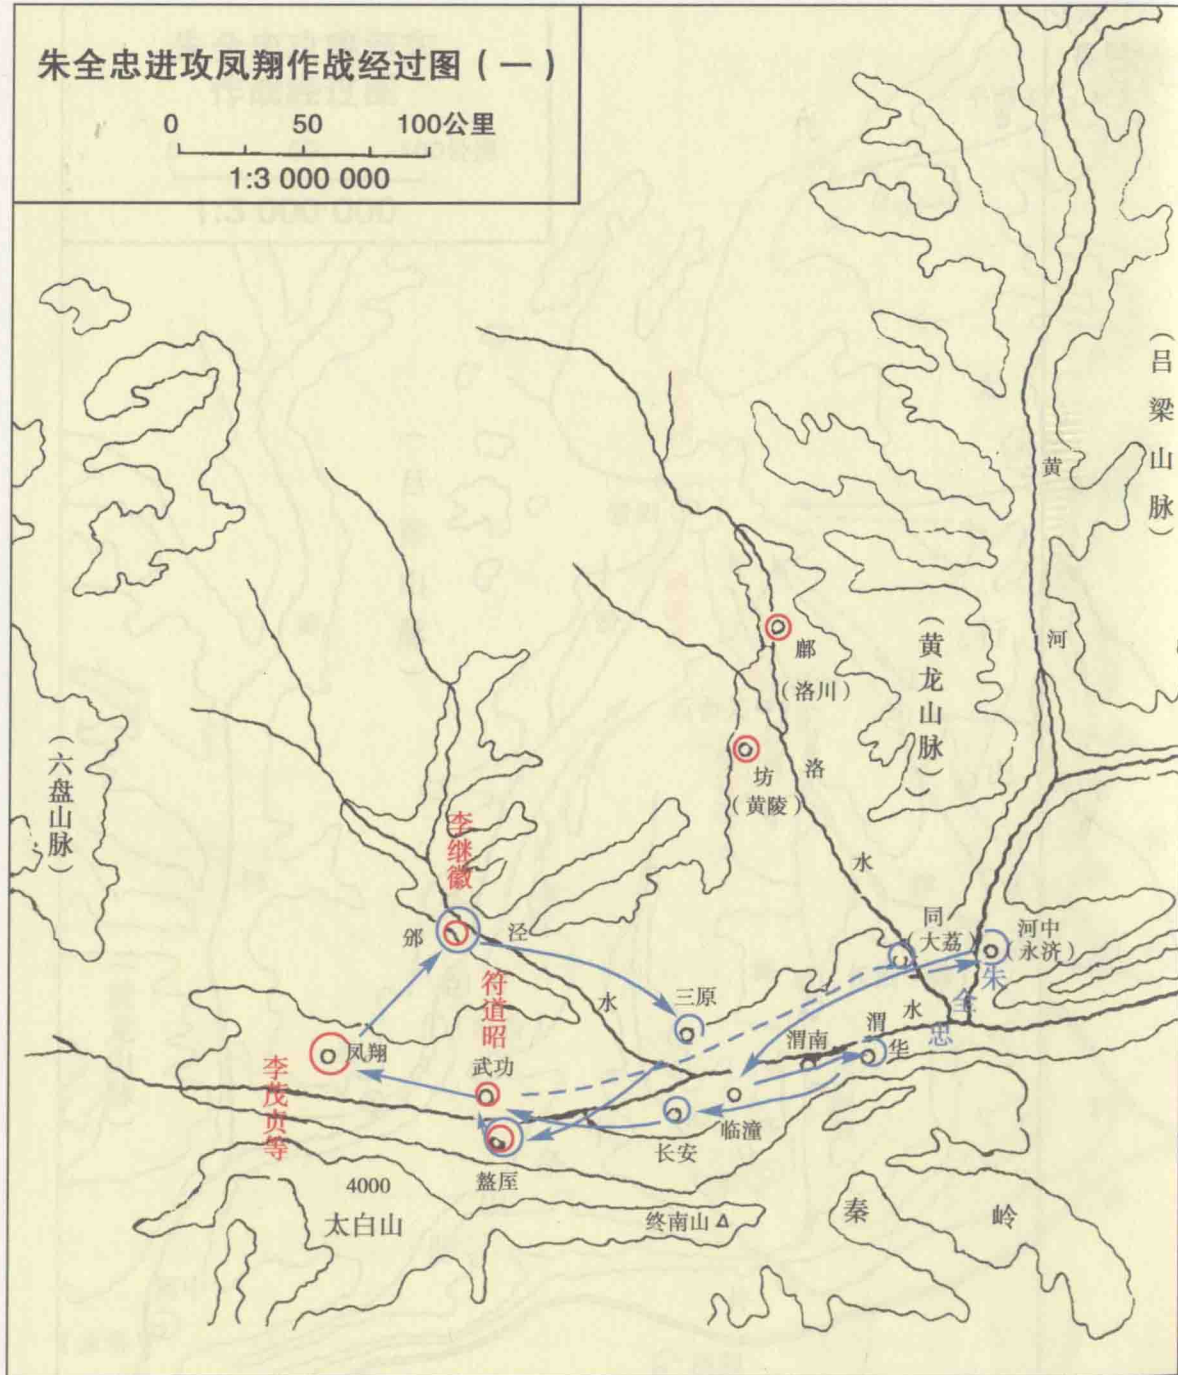 朱全忠进攻凤翔作战经过图（一）
0 50 100公里
1:3 000 000
（吕梁山脉）
黄
河
鄜
（洛川）
（黄龙山脉）
坊
（黄陵）
洛
水
（六盘山脉）
李继徽
邠
泾
水
同
（大荔）
河中
（永济）
朱全忠
符道昭
三原
渭南
渭
水
华
凤翔
武功
李茂贞等
临潼
长安
盩厔
4000
太白山
终南山
秦
岭